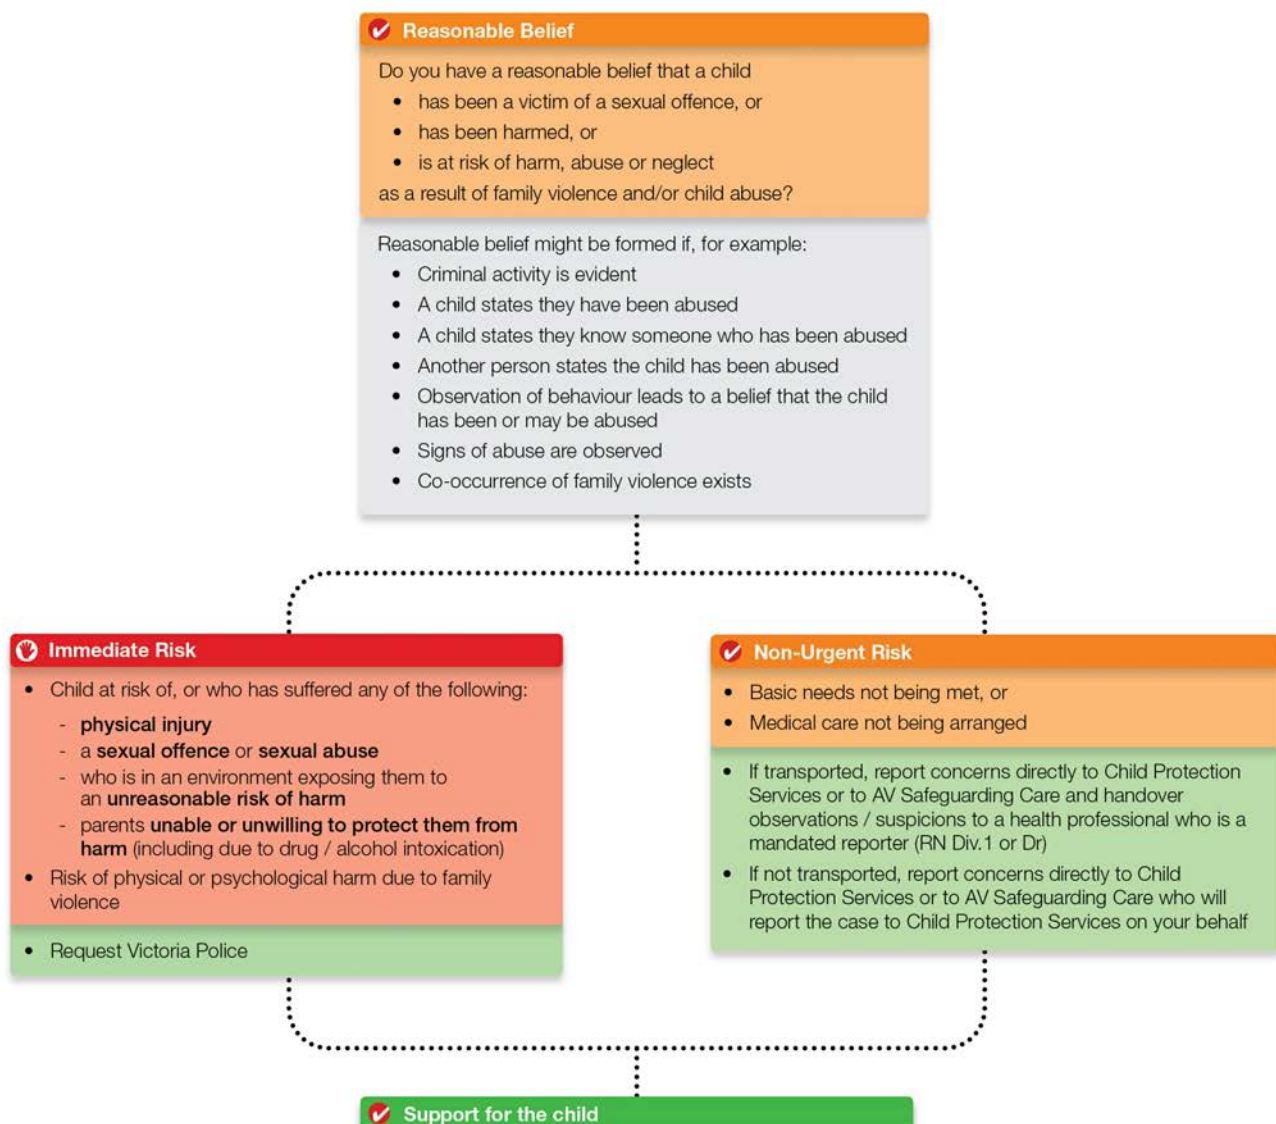 Reasonable Belief
Do you have a reasonable belief that a child
• has been a victim of a sexual offence, or
• has been harmed, or
• is at risk of harm, abuse or neglect
as a result of family violence and/or child abuse?
Reasonable belief might be formed if, for example:
• Criminal activity is evident
• A child states they have been abused
• A child states they know someone who has been abused
• Another person states the child has been abused
• Observation of behaviour leads to a belief that the child
has been or may be abused
• Signs of abuse are observed
• Co-occurrence of family violence exists
Immediate Risk
• Child at risk of, or who has suffered any of the following:
- physical injury
- a sexual offence or sexual abuse
- who is in an environment exposing them to
an unreasonable risk of harm
- parents unable or unwilling to protect them from
harm (including due to drug / alcohol intoxication)
• Risk of physical or psychological harm due to family
violence
• Request Victoria Police
Non-Urgent Risk
• Basic needs not being met, or
• Medical care not being arranged
• If transported, report concerns directly to Child Protection
Services or to AV Safeguarding Care and handover
observations / suspicions to a health professional who is a
mandated reporter (RN Div.1 or Dr)
• If not transported, report concerns directly to Child
Protection Services or to AV Safeguarding Care who will
report the case to Child Protection Services on your behalf
Support for the child